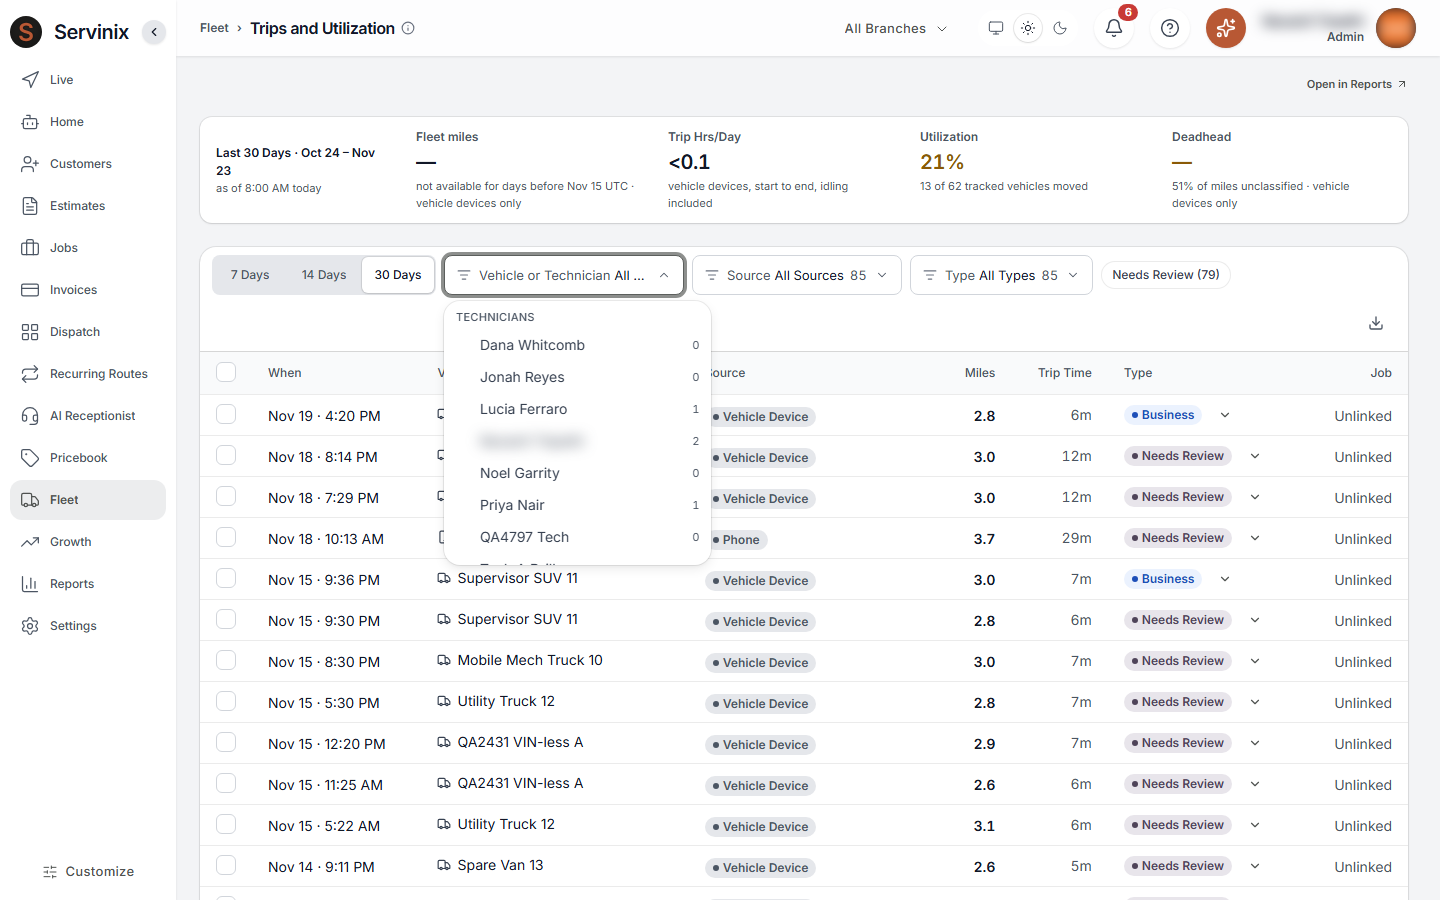 Servinix
Live
Home
Customers
Estimates
Jobs
Invoices
Dispatch
Recurring Routes
AI Receptionist
Pricebook
Fleet
Growth
Reports
Settings
Customize
Fleet › Trips and Utilization
All Branches
6
Admin
Open in Reports
Last 30 Days · Oct 24 – Nov 23
as of 8:00 AM today
Fleet miles
—
not available for days before Nov 15 UTC · vehicle devices only
Trip Hrs/Day
<0.1
vehicle devices, start to end, idling included
Utilization
21%
13 of 62 tracked vehicles moved
Deadhead
—
51% of miles unclassified · vehicle devices only
7 Days 14 Days 30 Days
Vehicle or Technician All ...
Source All Sources 85
Type All Types 85
Needs Review (79)
TECHNICIANS
Dana Whitcomb 0
Jonah Reyes 0
Lucia Ferraro 1
2
Noel Garrity 0
Priya Nair 1
QA4797 Tech 0
When Source Miles Trip Time Type Job
Nov 19 · 4:20 PM Vehicle Device 2.8 6m Business Unlinked
Nov 18 · 8:14 PM Vehicle Device 3.0 12m Needs Review Unlinked
Nov 18 · 7:29 PM Vehicle Device 3.0 12m Needs Review Unlinked
Nov 18 · 10:13 AM Phone 3.7 29m Needs Review Unlinked
Nov 15 · 9:36 PM Supervisor SUV 11 Vehicle Device 3.0 7m Business Unlinked
Nov 15 · 9:30 PM Supervisor SUV 11 Vehicle Device 2.8 6m Needs Review Unlinked
Nov 15 · 8:30 PM Mobile Mech Truck 10 Vehicle Device 3.0 7m Needs Review Unlinked
Nov 15 · 5:30 PM Utility Truck 12 Vehicle Device 2.8 7m Needs Review Unlinked
Nov 15 · 12:20 PM QA2431 VIN-less A Vehicle Device 2.9 7m Needs Review Unlinked
Nov 15 · 11:25 AM QA2431 VIN-less A Vehicle Device 2.6 6m Needs Review Unlinked
Nov 15 · 5:22 AM Utility Truck 12 Vehicle Device 3.1 6m Needs Review Unlinked
Nov 14 · 9:11 PM Spare Van 13 Vehicle Device 2.6 5m Needs Review Unlinked